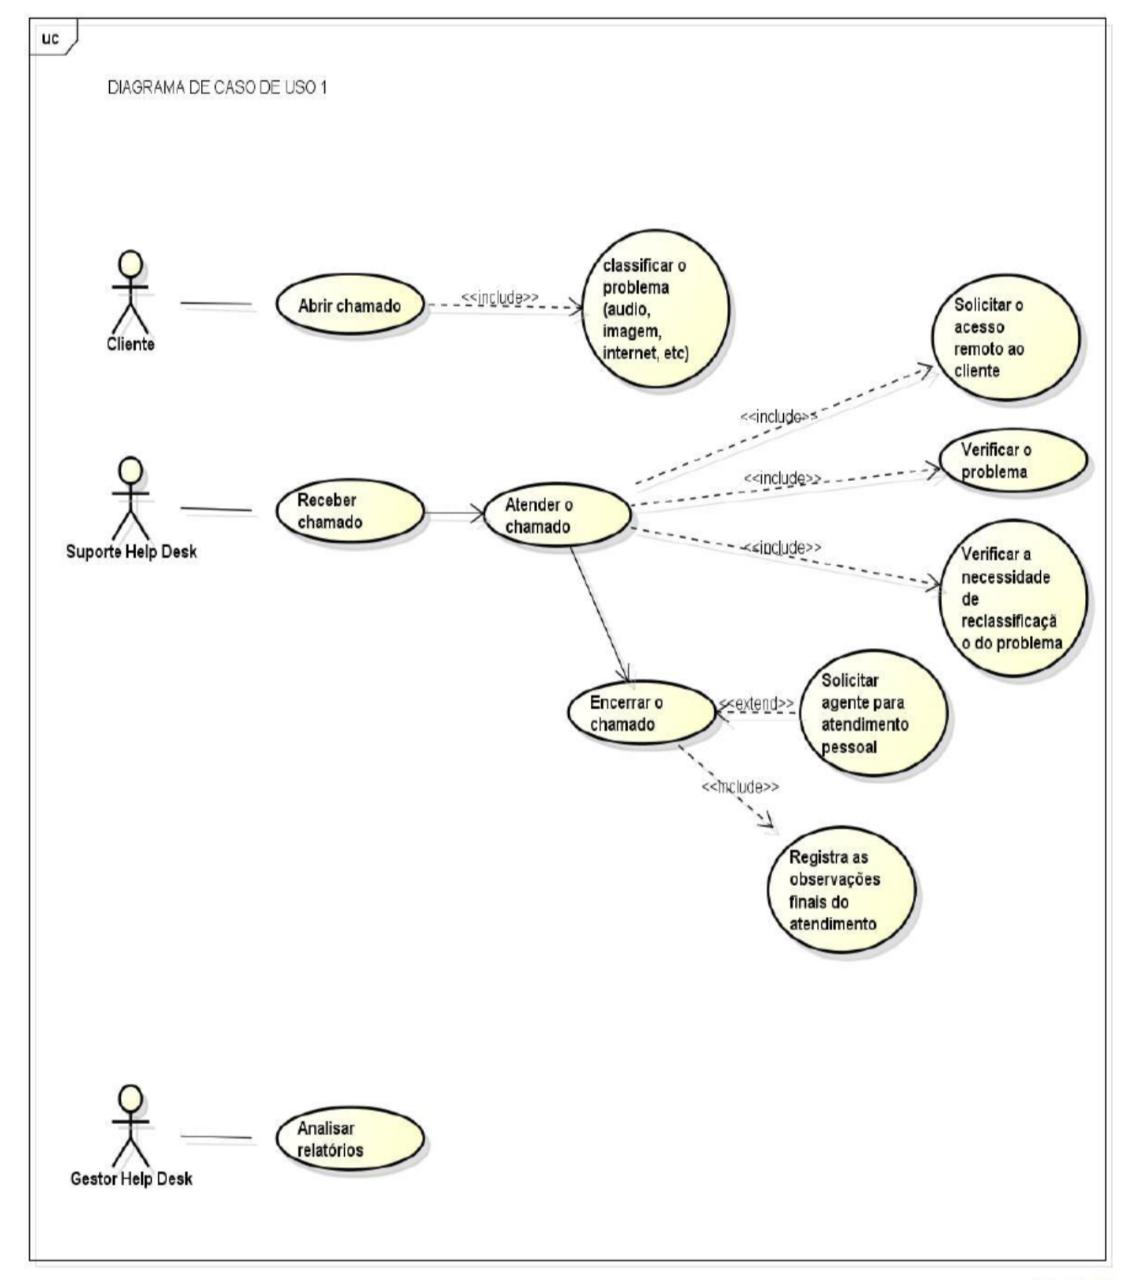 uc
DIAGRAMA DE CASO DE USO 1
Cliente
Abrir chamado
<<include>>
classificar o
problema
(audio,
imagem,
internet, etc)
Solicitar o
acesso
remoto ao
cliente
<<include>>
Suporte Help Desk
Receber
chamado
Atender o
chamado
<<include>>
Verificar o
problema
<<include>>
Verificar a
necessidade
de
reclassificaçã
o do problema
Encerrar o
chamado
<<extend>>
Solicitar
agente para
atendimento
pessoal
<<include>>
Registra as
observações
finais do
atendimento
Gestor Help Desk
Analisar
relatórios